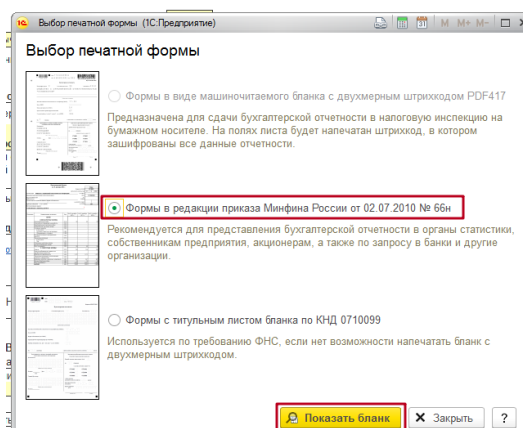 Выбор печатной формы (1С:Предприятие)
M M+ M-
Выбор печатной формы
Формы в виде машиночитаемого бланка с двухмерным штрихкодом PDF417
Предназначена для сдачи бухгалтерской отчетности в налоговую инспекцию на
бумажном носителе. На полях листа будет напечатан штрихкод, в котором
зашифрованы все данные отчетности.
Формы в редакции приказа Минфина России от 02.07.2010 № 66н
Рекомендуется для представления бухгалтерской отчетности в органы статистики,
собственникам предприятия, акционерам, а также по запросу в банки и другие
организации.
Формы с титульным листом бланка по КНД 0710099
Используется по требованию ФНС, если нет возможности напечатать бланк с
двухмерным штрихкодом.
Показать бланк
Закрыть
?